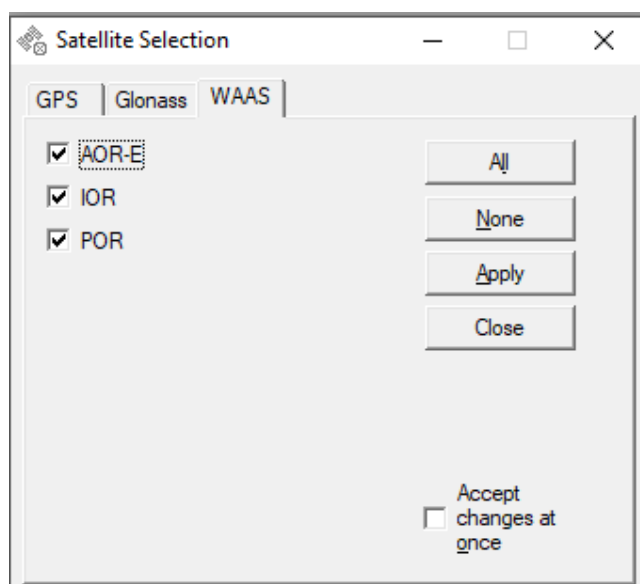 Satellite Selection
GPS
Glonass
WAAS
AOR-E
IOR
POR
All
None
Apply
Close
Accept
changes at
once